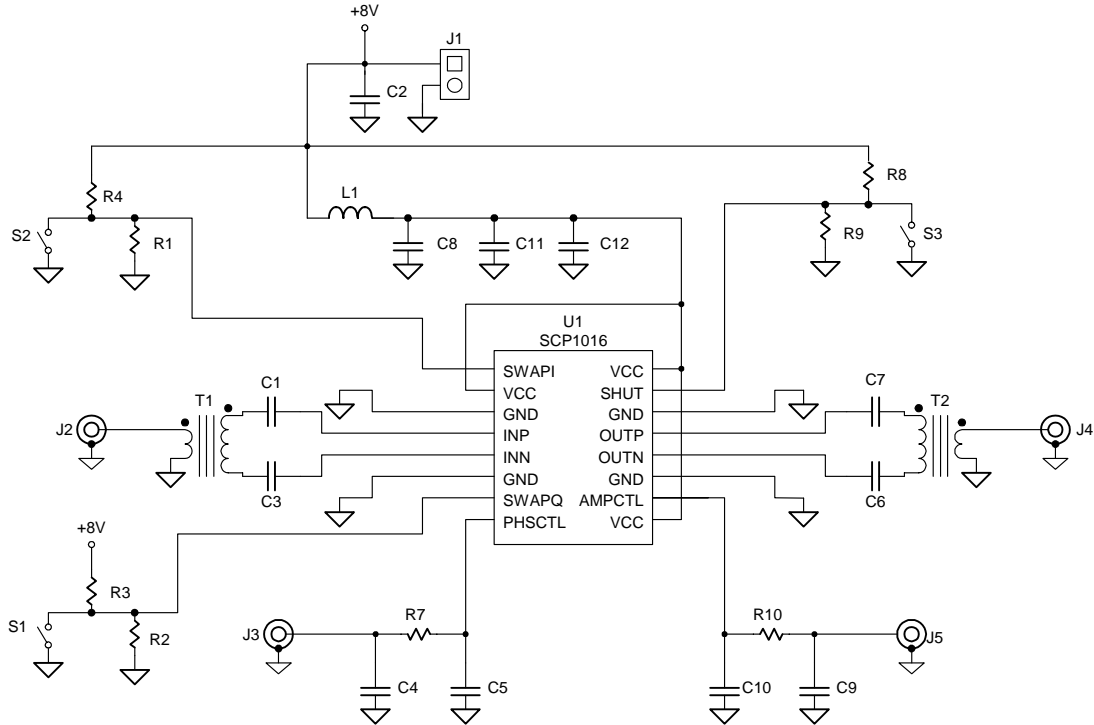 +8V
J1
C2
R4
R8
L1
S2
R1
C8
C11
C12
R9
S3
U1
SCP1016
SWAPI
VCC
VCC
SHUT
GND
GND
INP
OUTP
INN
OUTN
GND
GND
SWAPQ
AMPCTL
PHSCTL
VCC
C1
T1
J2
C3
C7
T2
J4
C6
+8V
R3
S1
R2
R7
J3
C4
C5
R10
J5
C10
C9